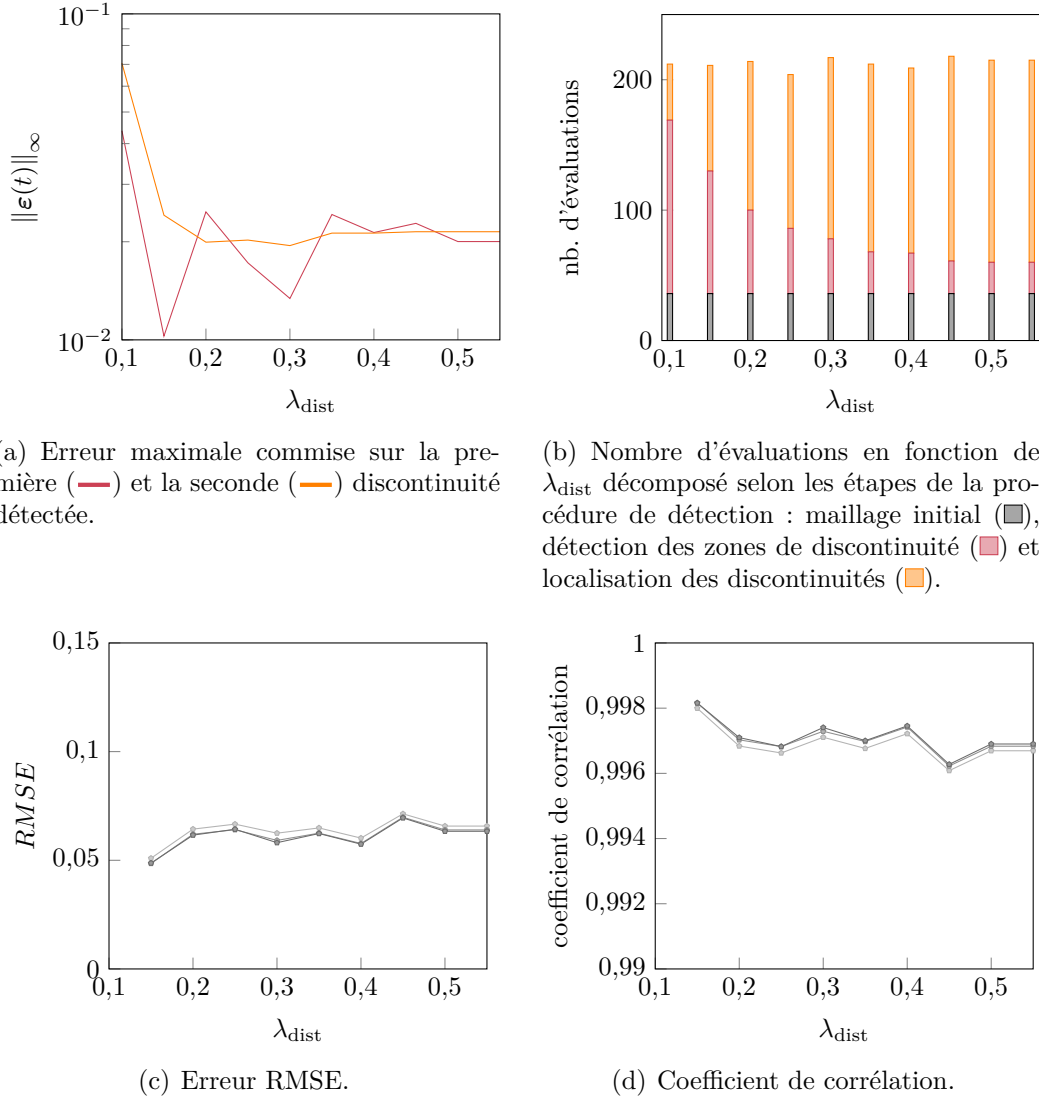 10⁻¹
10⁻²
‖ε(t)‖∞
0,1 0,2 0,3 0,4 0,5
λdist
200
100
0
nb. d'évaluations
0,1 0,2 0,3 0,4 0,5
λdist
(a) Erreur maximale commise sur la pre-
mière (—) et la seconde (—) discontinuité
détectée.
(b) Nombre d'évaluations en fonction de
λdist décomposé selon les étapes de la pro-
cédure de détection : maillage initial (■),
détection des zones de discontinuité (■) et
localisation des discontinuités (■).
0,15
0,1
0,05
0
RMSE
0,1 0,2 0,3 0,4 0,5
λdist
1
0,998
0,996
0,994
0,992
0,99
coefficient de corrélation
0,1 0,2 0,3 0,4 0,5
λdist
(c) Erreur RMSE.
(d) Coefficient de corrélation.